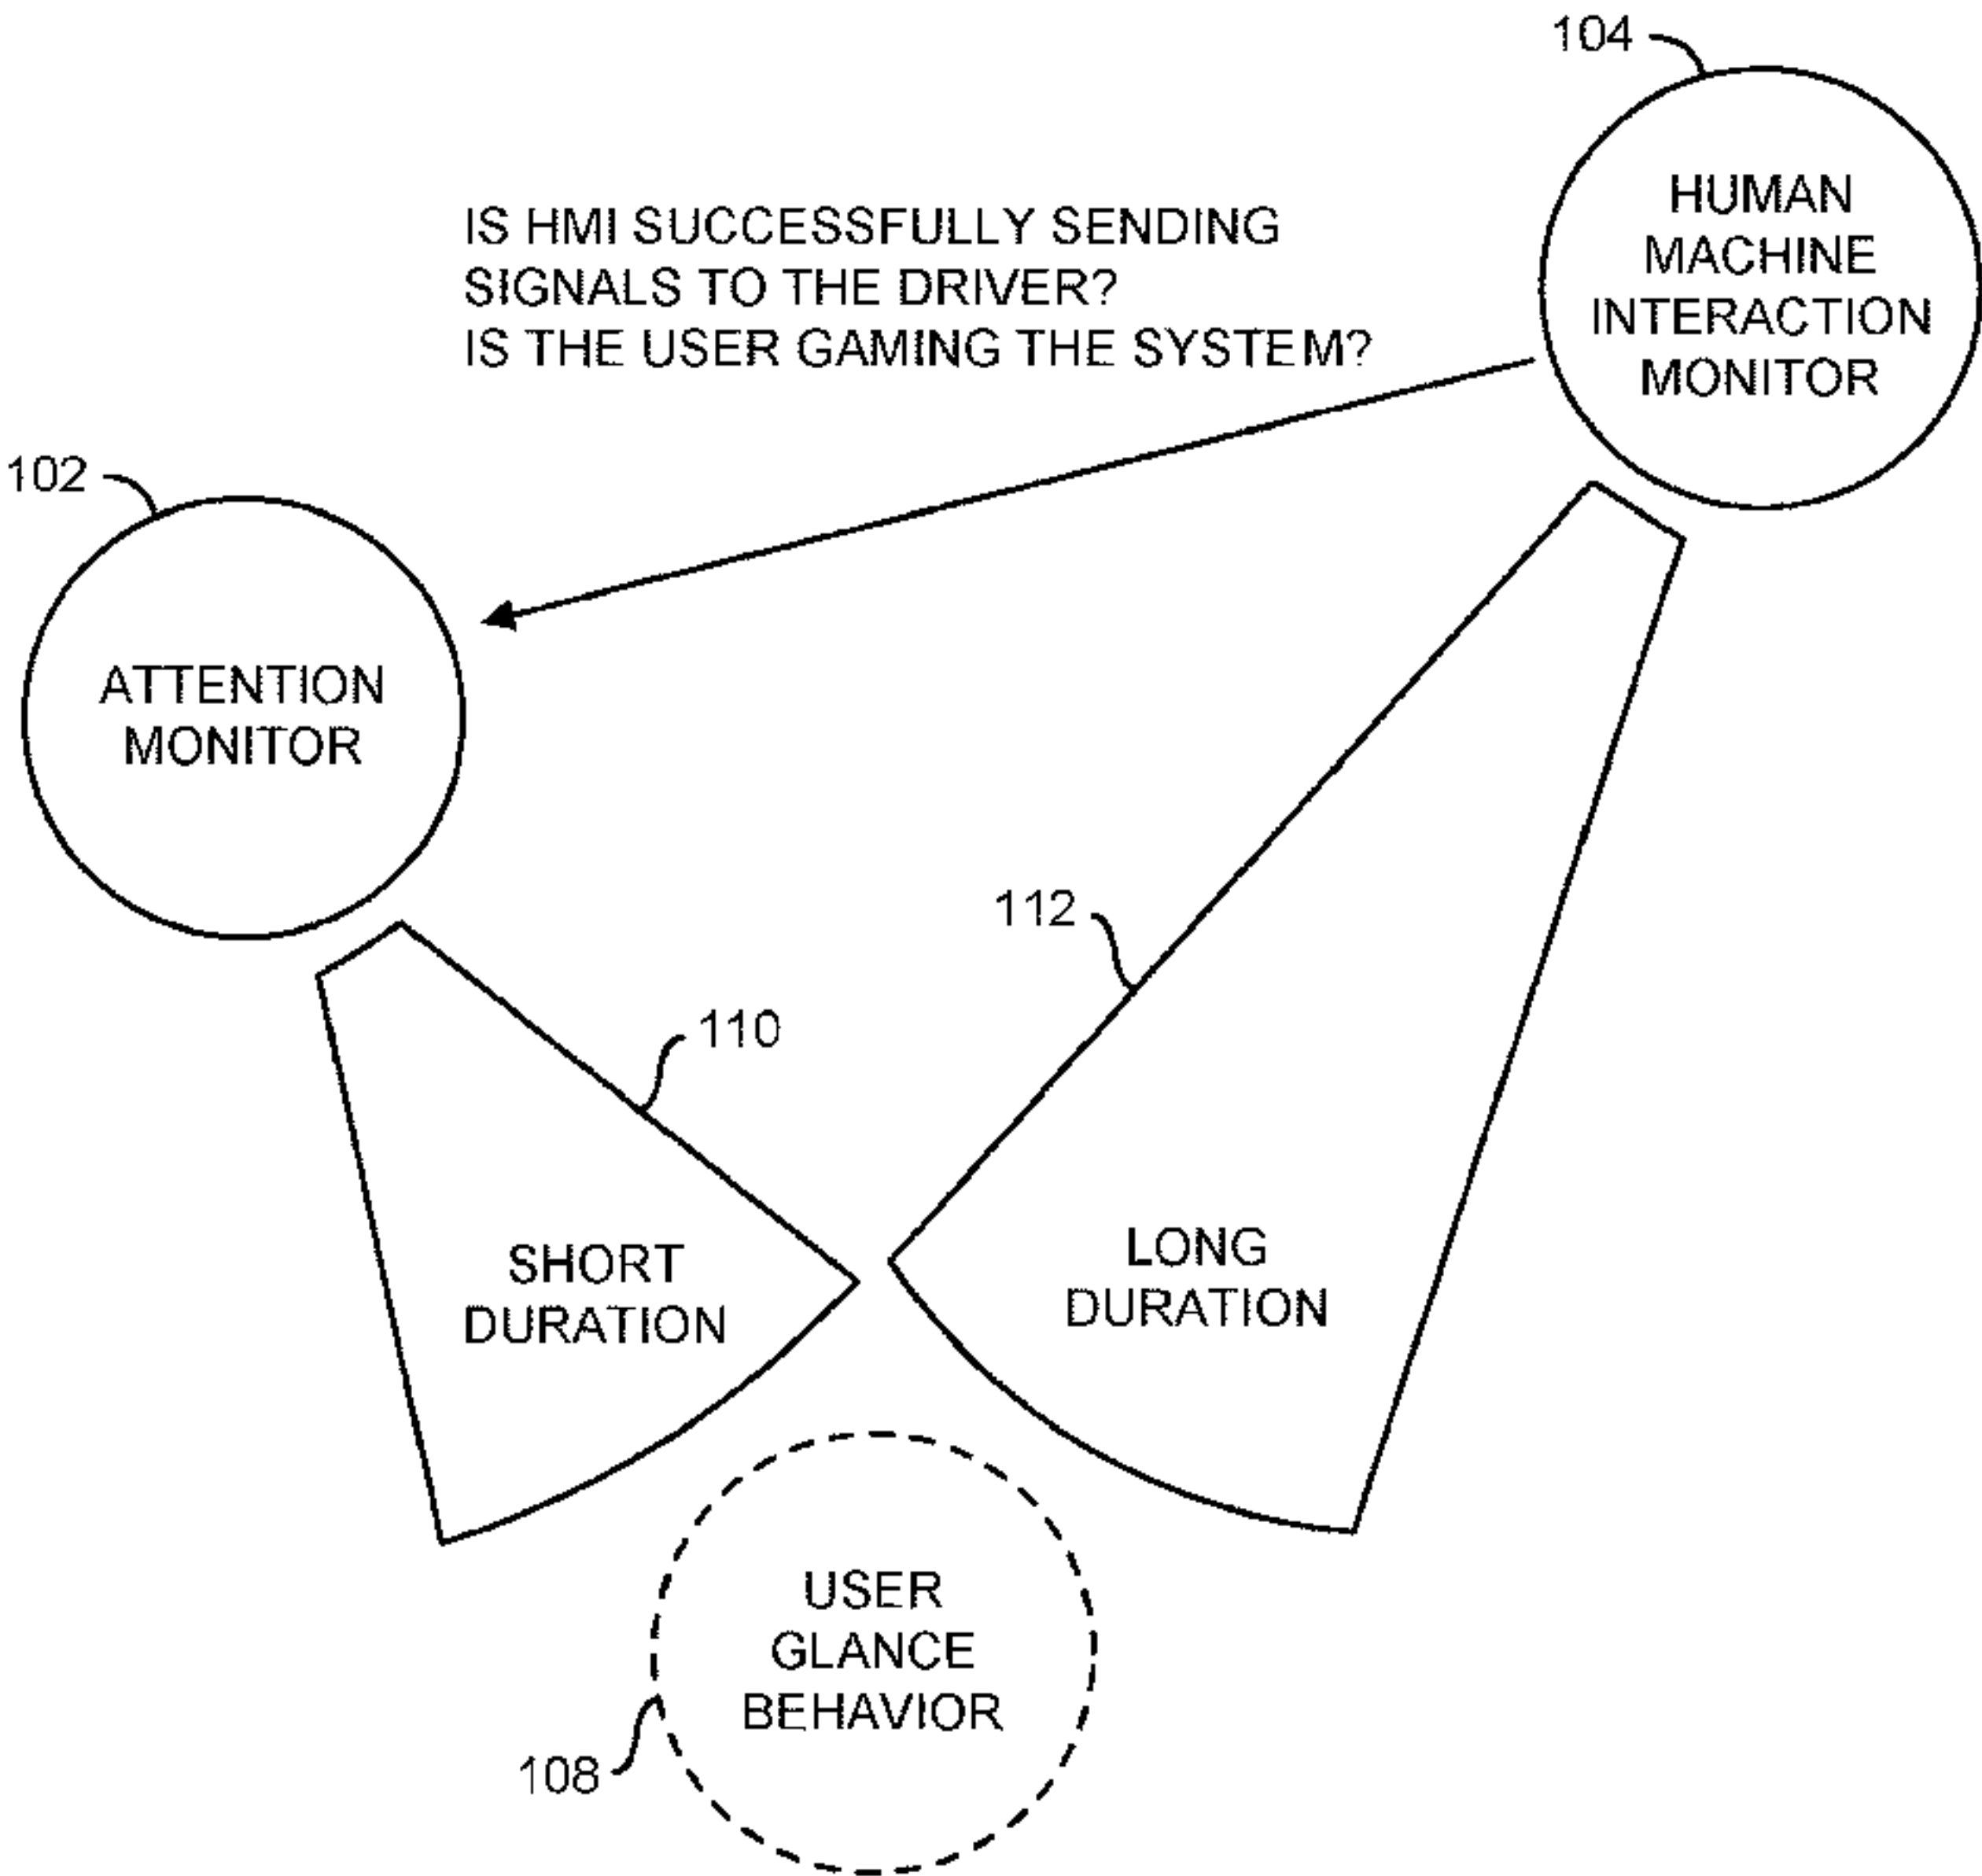 104
HUMAN
MACHINE
INTERACTION
MONITOR
IS HMI SUCCESSFULLY SENDING
SIGNALS TO THE DRIVER?
IS THE USER GAMING THE SYSTEM?
102
ATTENTION
MONITOR
112
110
SHORT
DURATION
LONG
DURATION
USER
GLANCE
BEHAVIOR
108